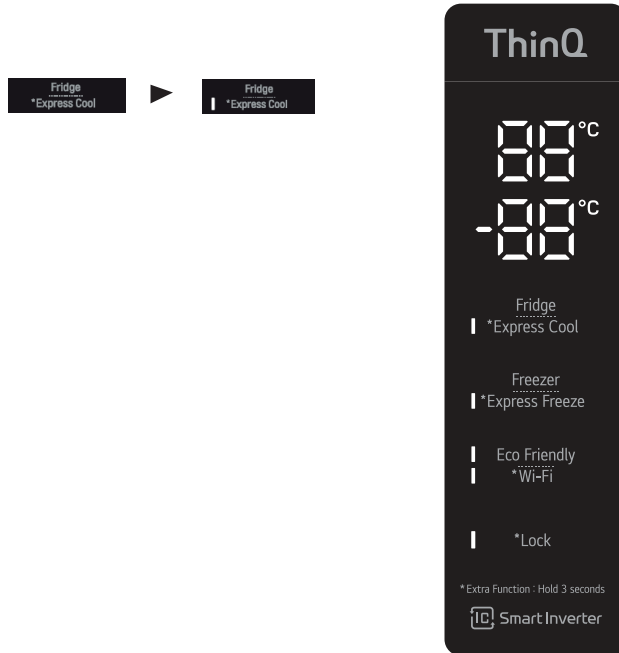 Fridge
*Express Cool
Fridge
*Express Cool
ThinQ
88°C
-88°C
Fridge
*Express Cool
Freezer
*Express Freeze
Eco Friendly
*Wi-Fi
*Lock
*Extra Function : Hold 3 seconds
IC Smart Inverter